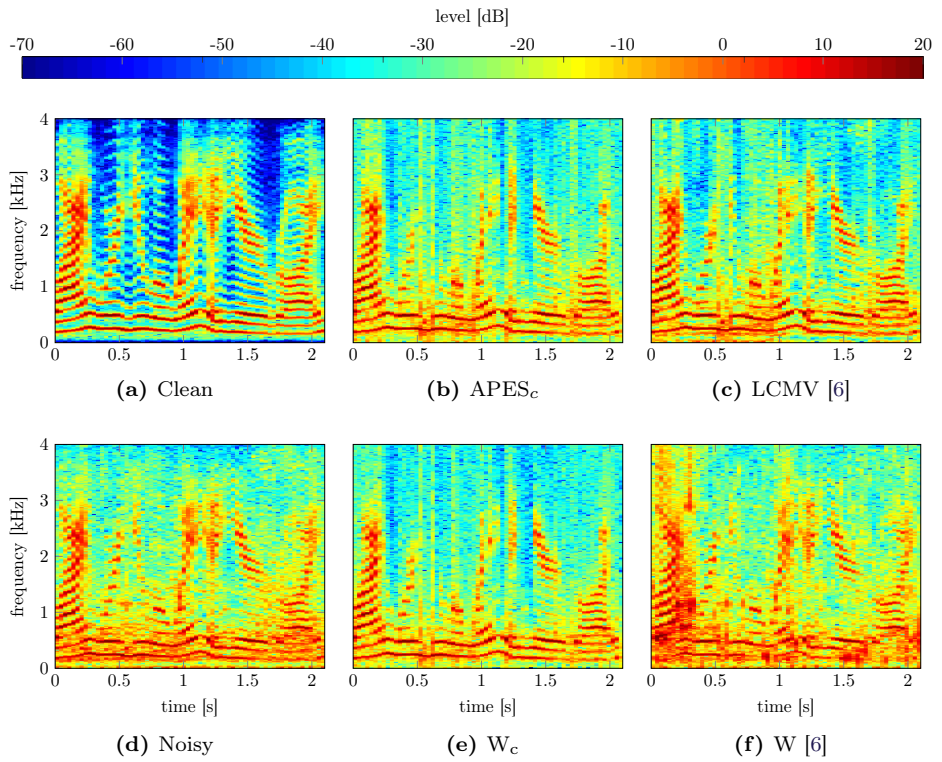 level [dB]
-70 -60 -50 -40 -30 -20 -10 0 10 20
frequency [kHz]
4
3
2
1
0
0 0.5 1 1.5 2
0 0.5 1 1.5 2
0 0.5 1 1.5 2
(a) Clean
(b) APESc
(c) LCMV [6]
frequency [kHz]
4
3
2
1
0
0 0.5 1 1.5 2
0 0.5 1 1.5 2
0 0.5 1 1.5 2
time [s]
time [s]
time [s]
(d) Noisy
(e) Wc
(f) W [6]